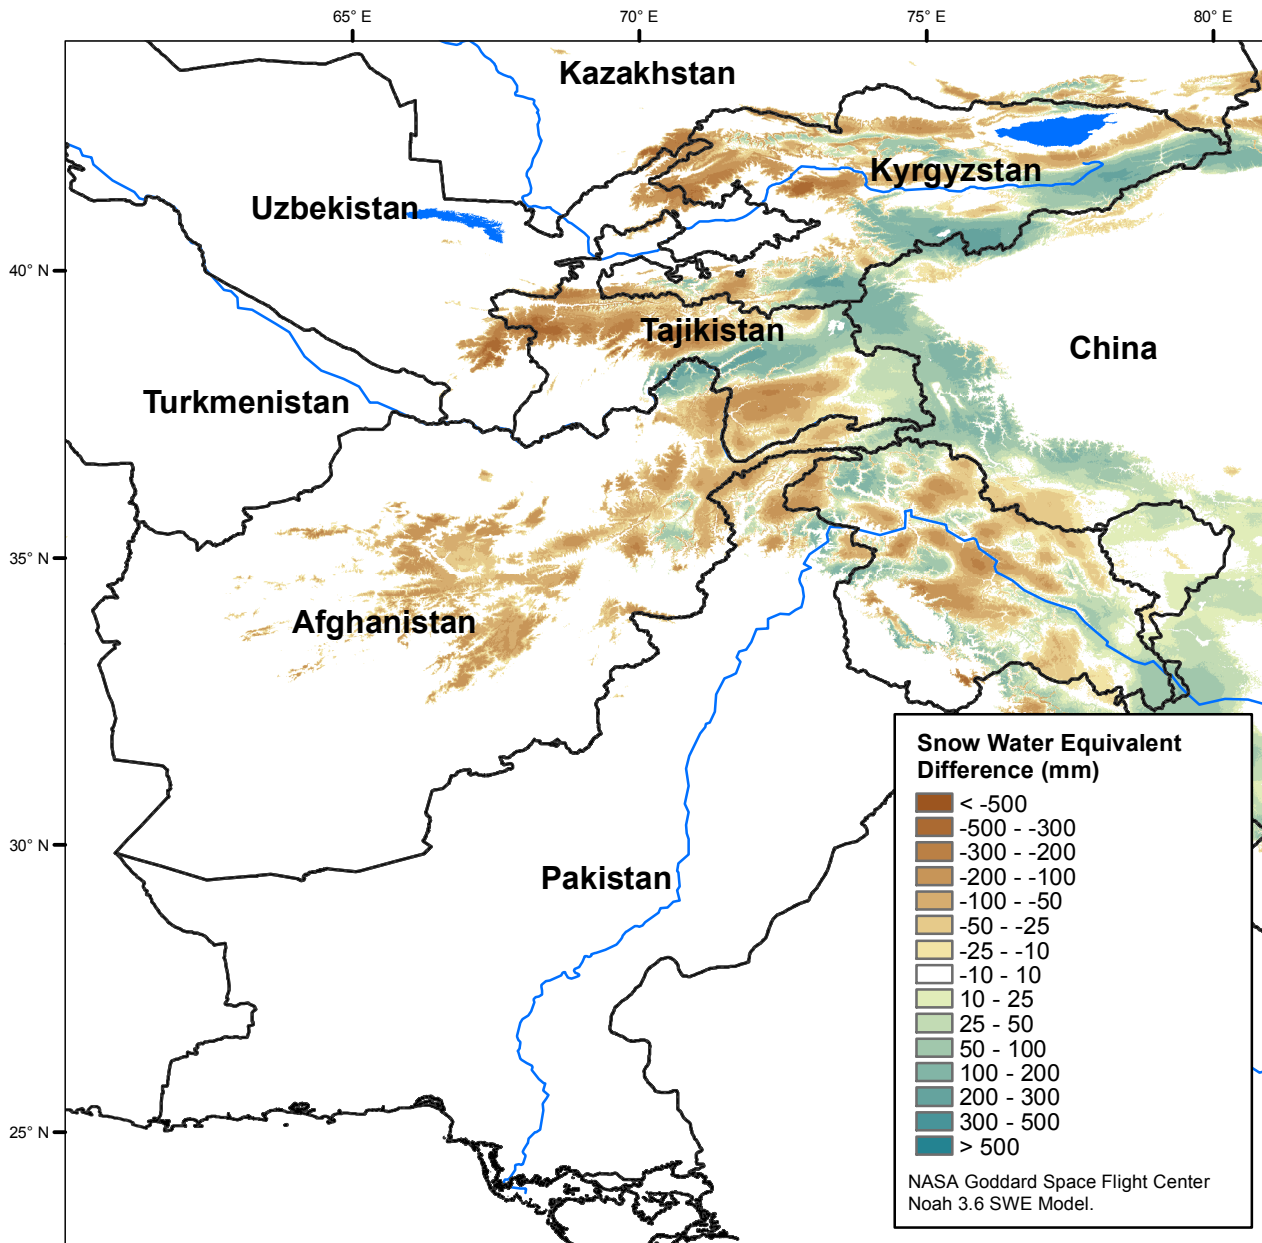 65° E
70° E
75° E
80° E
Kazakhstan
Kyrgyzstan
Uzbekistan
40° N
Tajikistan
China
Turkmenistan
35° N
Afghanistan
30° N
Pakistan
25° N
Snow Water Equivalent
Difference (mm)
< -500
-500 - -300
-300 - -200
-200 - -100
-100 - -50
-50 - -25
-25 - -10
-10 - 10
10 - 25
25 - 50
50 - 100
100 - 200
200 - 300
300 - 500
> 500
NASA Goddard Space Flight Center
Noah 3.6 SWE Model.